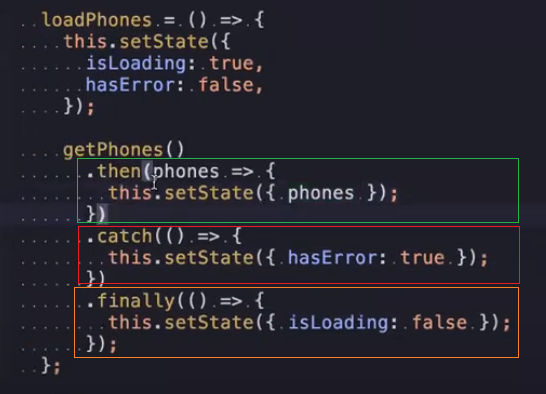 loadPhones = () => {
this.setState({
isLoading: true,
hasError: false,
});
getPhones()
.then(phones => {
this.setState({ phones });
})
.catch(() => {
this.setState({ hasError: true });
})
.finally(() => {
this.setState({ isLoading: false });
});
};